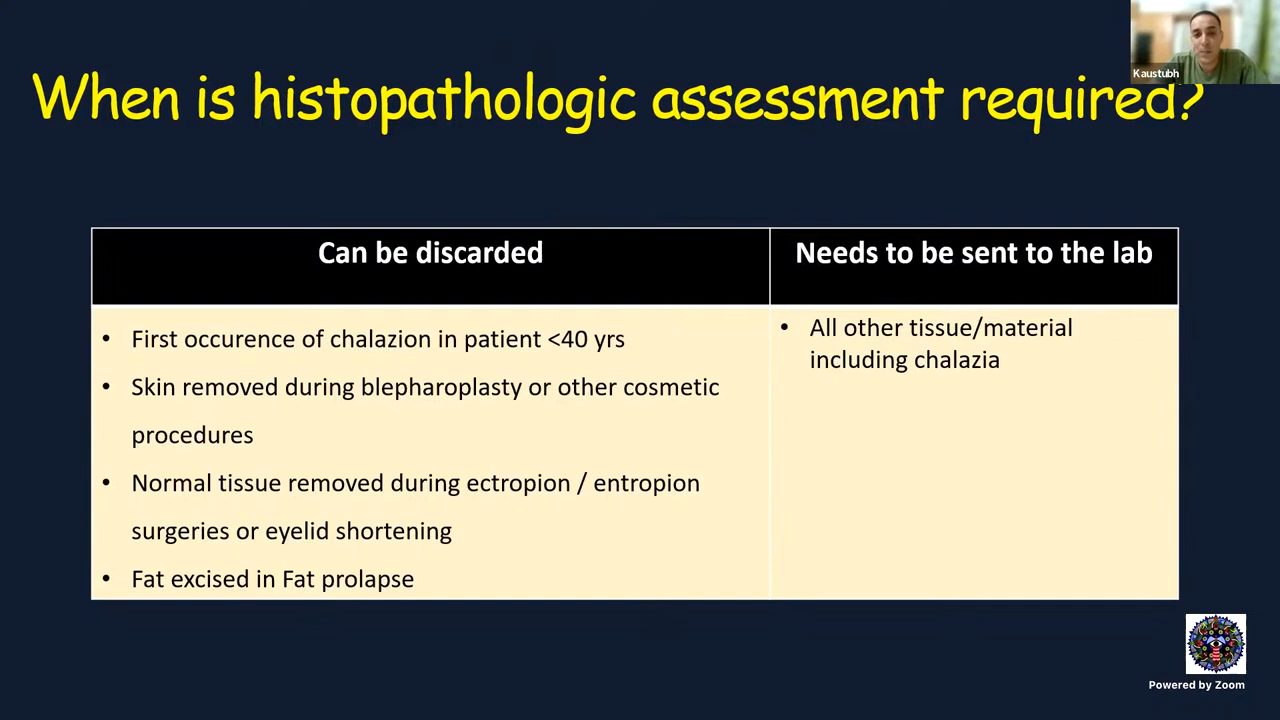 Kaustubh
When is histopathologic assessment required?
Can be discarded
Needs to be sent to the lab
• First occurence of chalazion in patient <40 yrs
• Skin removed during blepharoplasty or other cosmetic
procedures
• Normal tissue removed during ectropion / entropion
surgeries or eyelid shortening
• Fat excised in Fat prolapse
• All other tissue/material
including chalazia
Powered by Zoom